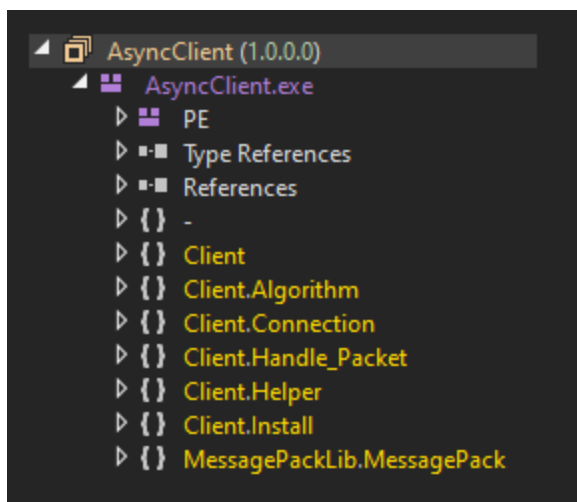 AsyncClient (1.0.0.0)
AsyncClient.exe
PE
Type References
References
{ } -
{ } Client
{ } Client.Algorithm
{ } Client.Connection
{ } Client.Handle_Packet
{ } Client.Helper
{ } Client.Install
{ } MessagePackLib.MessagePack